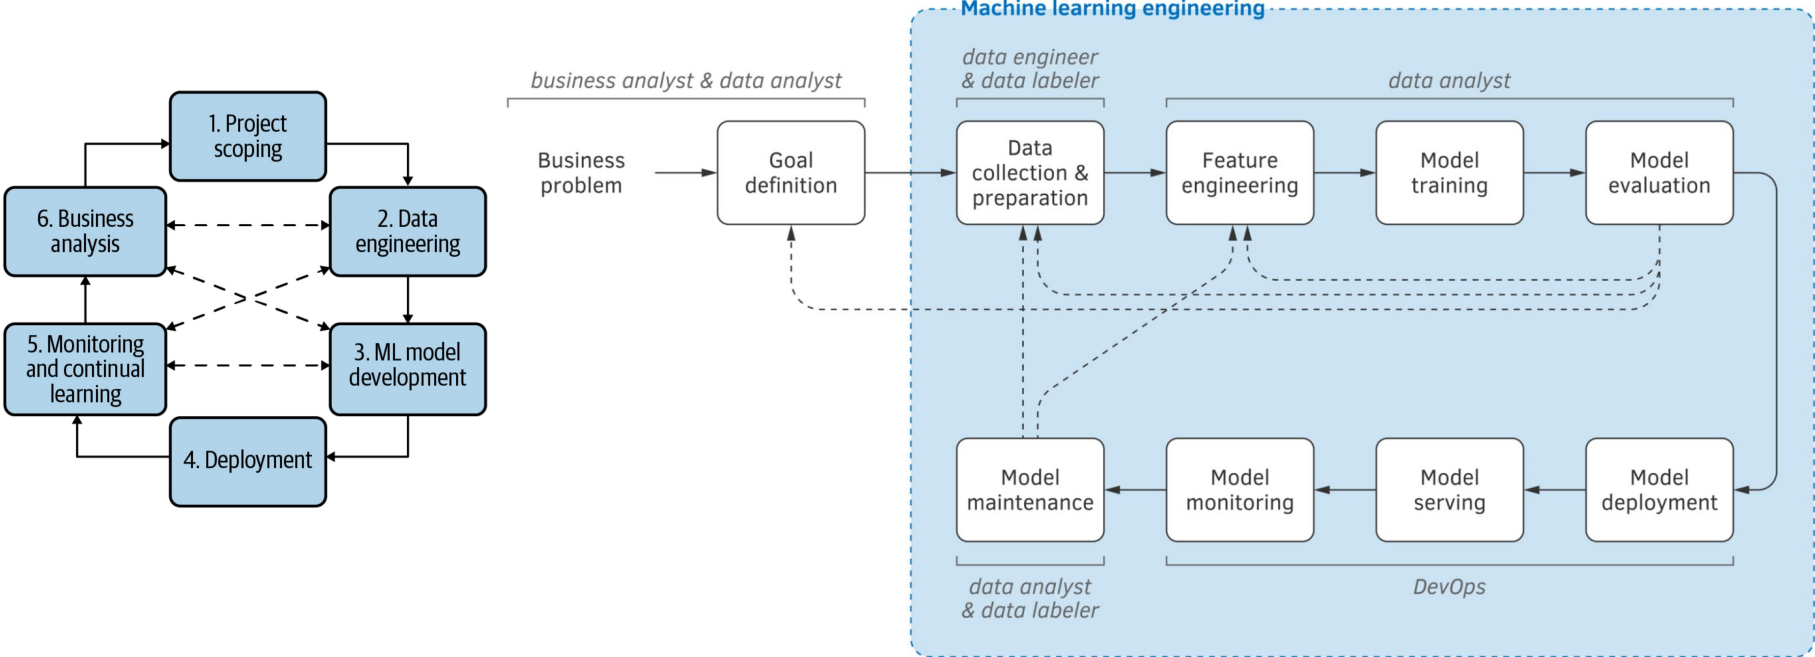 1. Project
scoping
2. Data
engineering
3. ML model
development
4. Deployment
5. Monitoring
and continual
learning
6. Business
analysis
Machine learning engineering
business analyst & data analyst
data engineer
& data labeler
data analyst
Business
problem
Goal
definition
Data
collection &
preparation
Feature
engineering
Model
training
Model
evaluation
Model
maintenance
Model
monitoring
Model
serving
Model
deployment
data analyst
& data labeler
DevOps